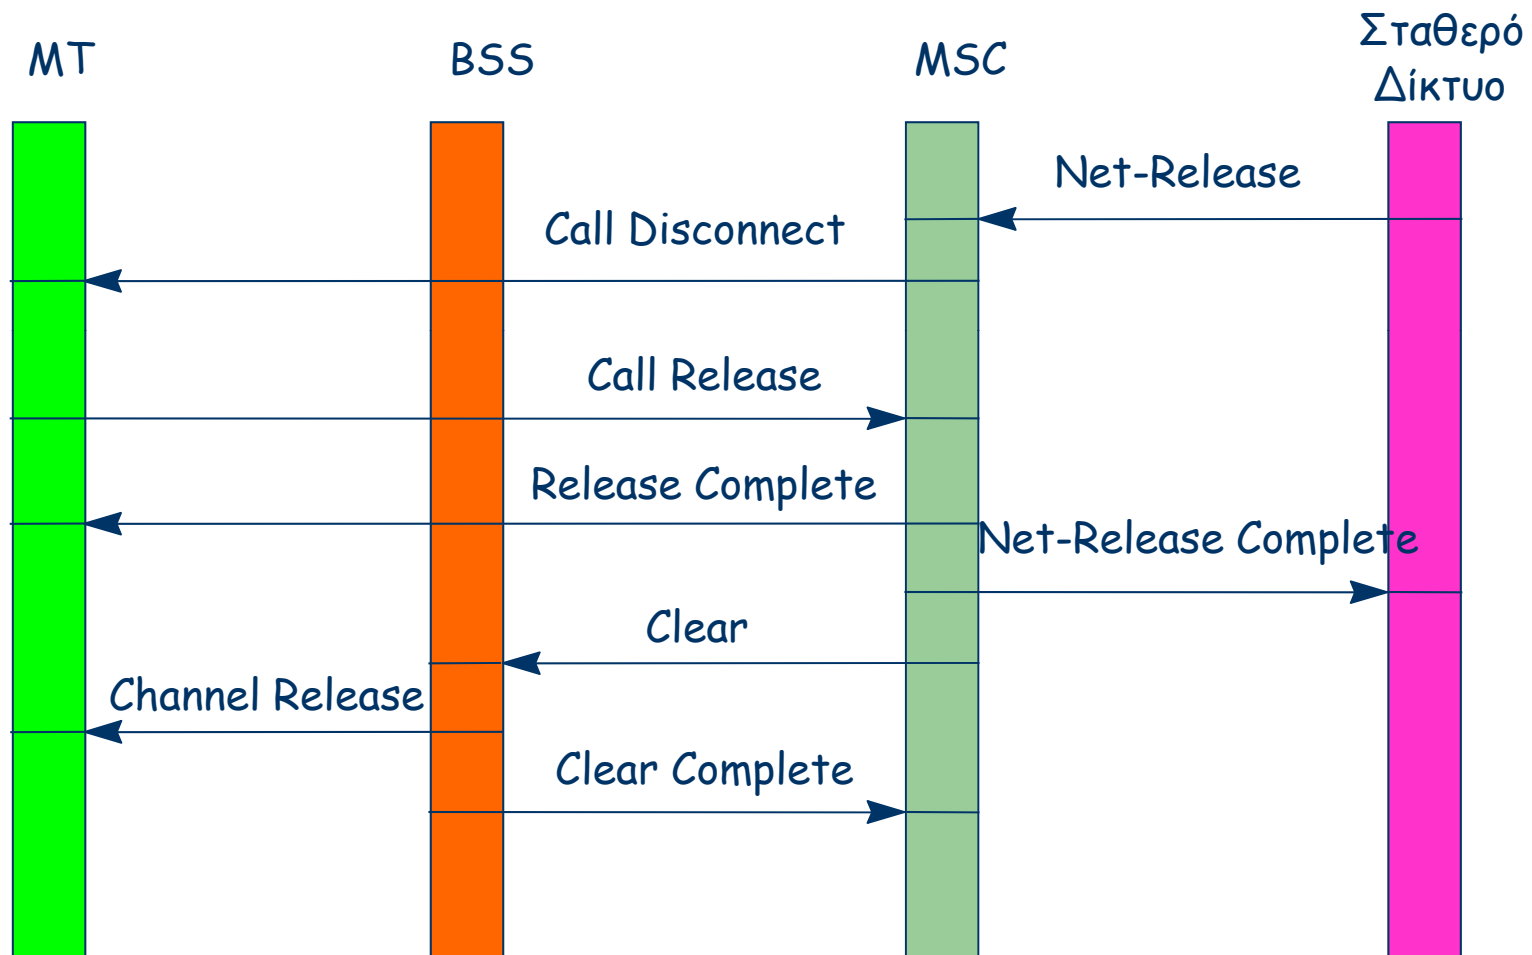 MT
BSS
MSC
Σταθερό
Δίκτυο
Net-Release
Call Disconnect
Call Release
Release Complete
Net-Release Complete
Clear
Channel Release
Clear Complete